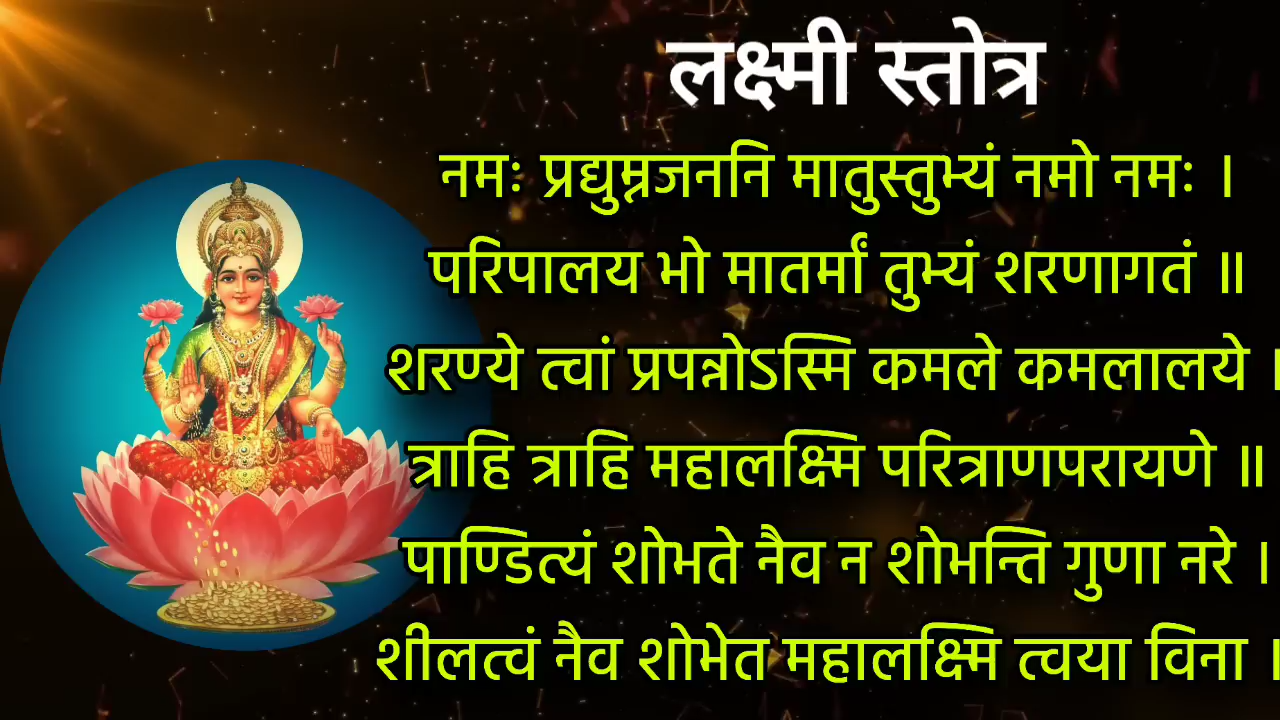 लक्ष्मी स्तोत्र
नमः प्रद्युम्नजननि मातुस्तुभ्यं नमो नमः ।
परिपालय भो मातर्मां तुभ्यं शरणागतं ॥
शरण्ये त्वां प्रपन्नोऽस्मि कमले कमलालये ।
त्राहि त्राहि महालक्ष्मि परित्राणपरायणे ॥
पाण्डित्यं शोभते नैव न शोभन्ति गुणा नरे ।
शीलत्वं नैव शोभेत महालक्ष्मि त्वया विना ।